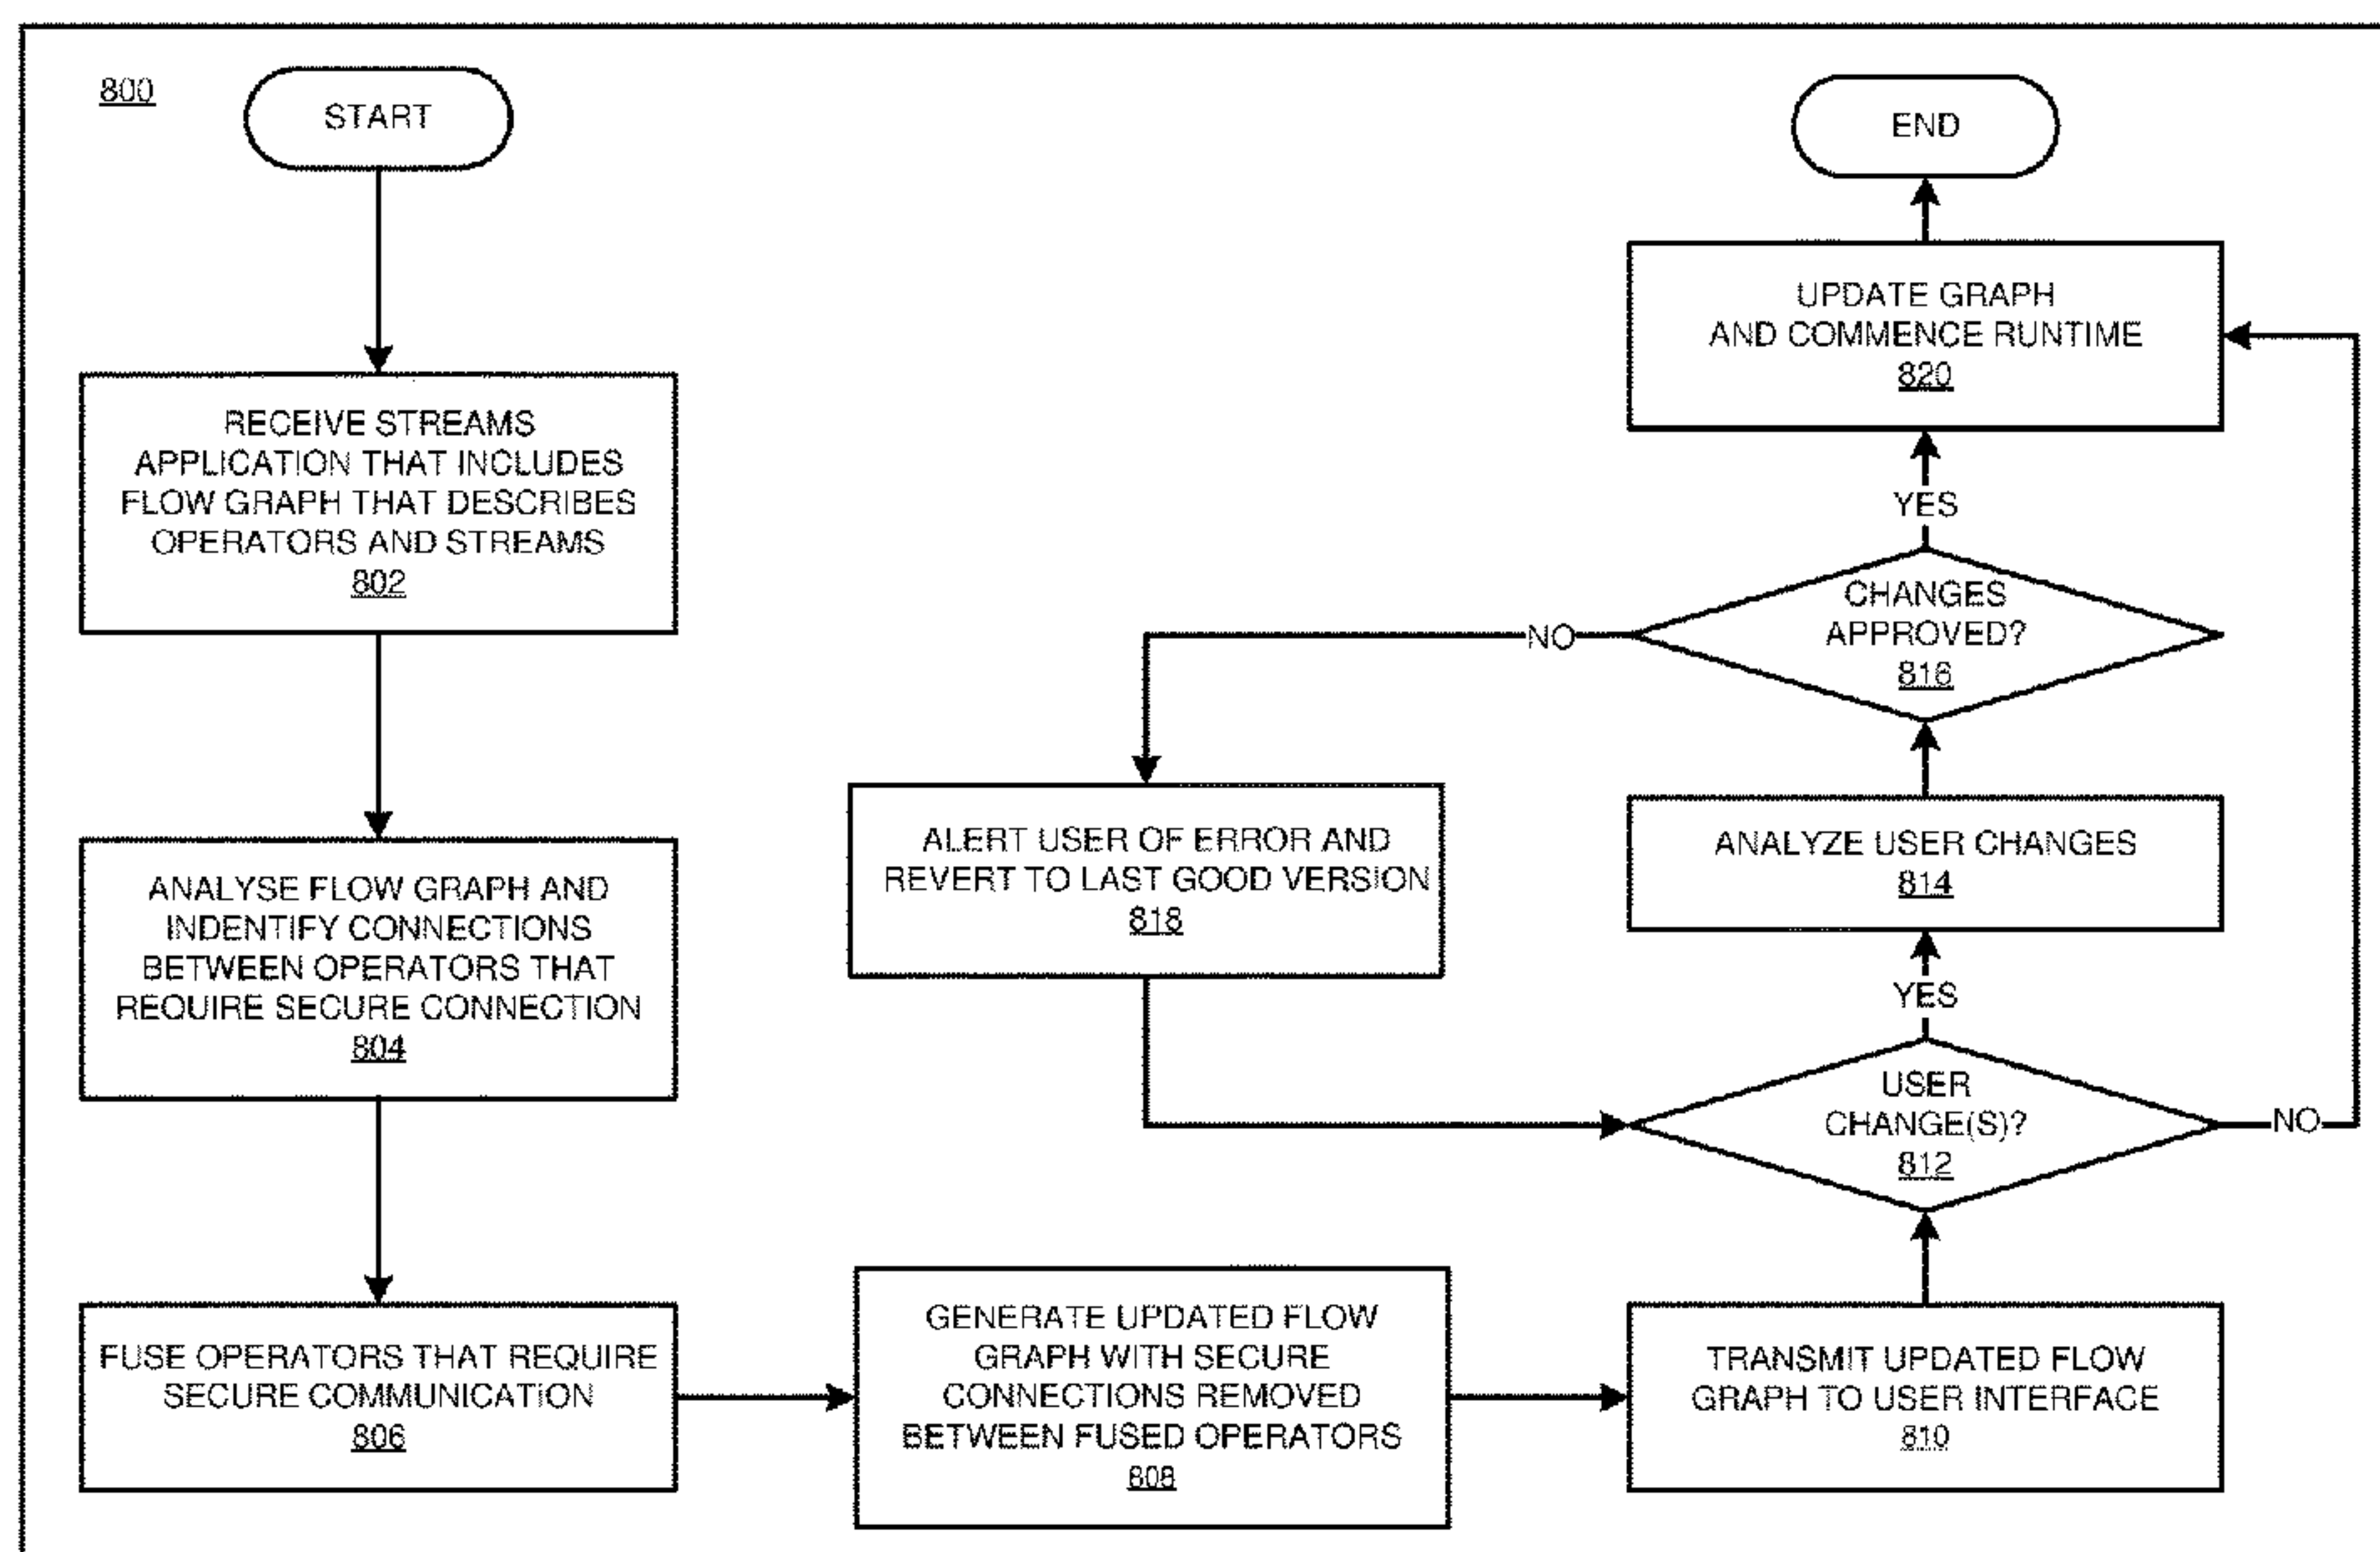 800
START
RECEIVE STREAMS
APPLICATION THAT INCLUDES
FLOW GRAPH THAT DESCRIBES
OPERATORS AND STREAMS
802
ANALYSE FLOW GRAPH AND
INDENTIFY CONNECTIONS
BETWEEN OPERATORS THAT
REQUIRE SECURE CONNECTION
804
FUSE OPERATORS THAT REQUIRE
SECURE COMMUNICATION
806
GENERATE UPDATED FLOW
GRAPH WITH SECURE
CONNECTIONS REMOVED
BETWEEN FUSED OPERATORS
808
TRANSMIT UPDATED FLOW
GRAPH TO USER INTERFACE
810
USER
CHANGE(S)?
812
NO
YES
ANALYZE USER CHANGES
814
CHANGES
APPROVED?
816
NO
ALERT USER OF ERROR AND
REVERT TO LAST GOOD VERSION
818
YES
UPDATE GRAPH
AND COMMENCE RUNTIME
820
END